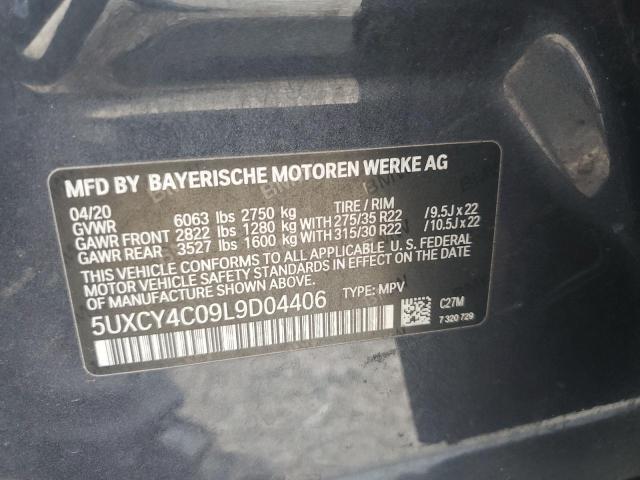 MFD BY BAYERISCHE MOTOREN WERKE AG
04/20 TIRE / RIM
GVWR 6063 lbs 2750 kg
GAWR FRONT 2822 lbs 1280 kg WITH 275/35 R22 / 9.5J x 22
GAWR REAR 3527 lbs 1600 kg WITH 315/30 R22 / 10.5J x 22
THIS VEHICLE CONFORMS TO ALL APPLICABLE U.S. FEDERAL
MOTOR VEHICLE SAFETY STANDARDS IN EFFECT ON THE
DATE OF MANUFACTURE SHOWN ABOVE.
5UXCY4C09L9D04406 TYPE: MPV C27M
7 320 729